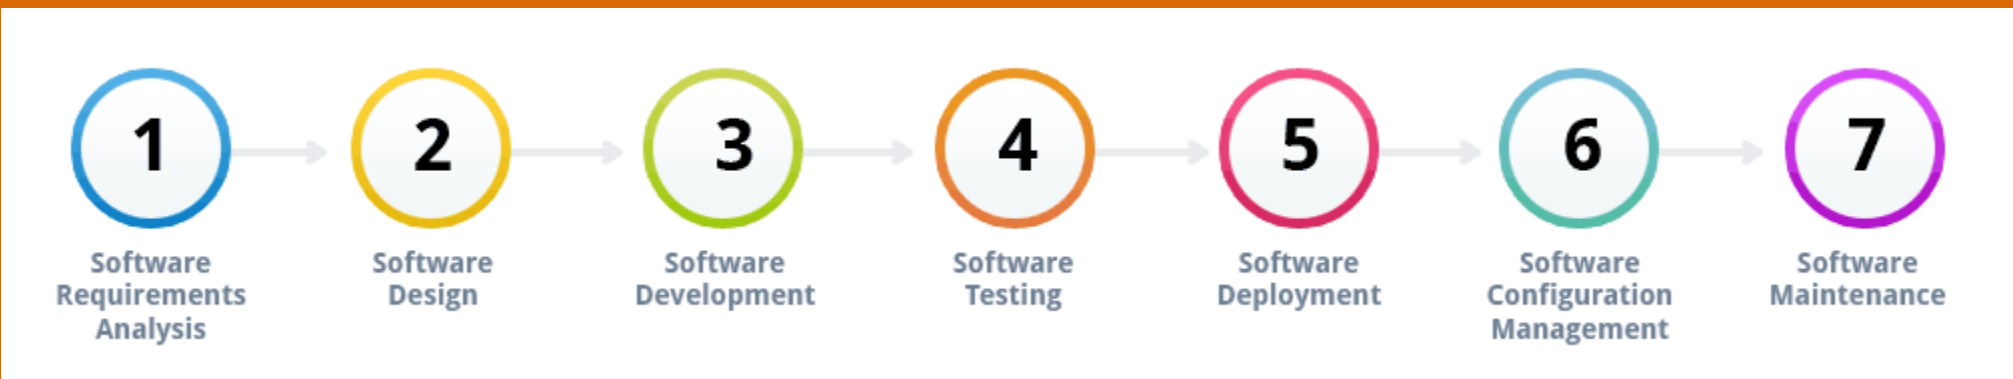 1
2
3
4
5
6
7
Software
Requirements
Analysis
Software
Design
Software
Development
Software
Testing
Software
Deployment
Software
Configuration
Management
Software
Maintenance